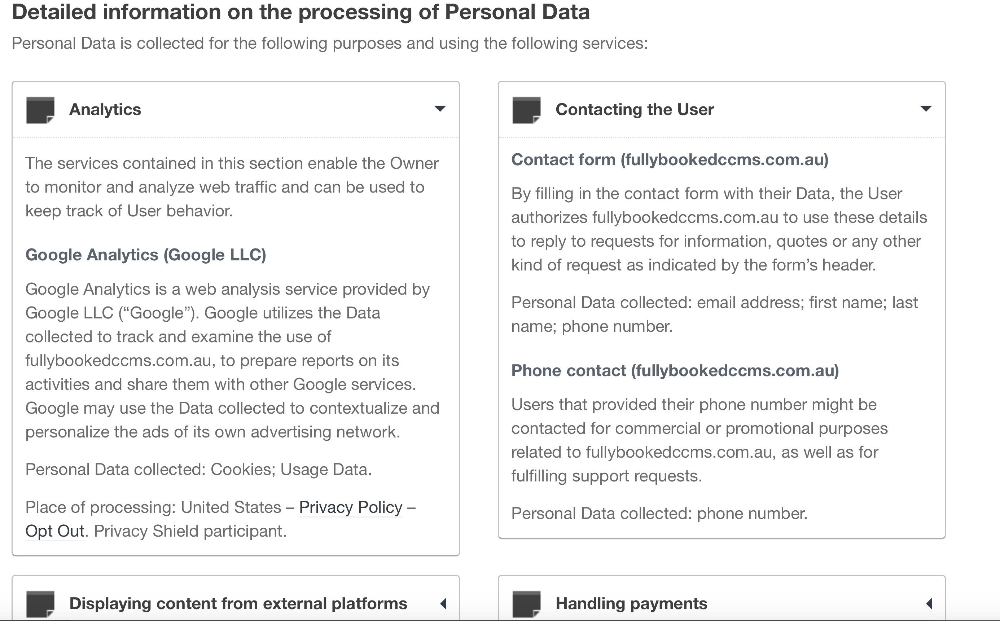 Detailed information on the processing of Personal Data
Personal Data is collected for the following purposes and using the following services:
Analytics
The services contained in this section enable the Owner
to monitor and analyze web traffic and can be used to
keep track of User behavior.
Google Analytics (Google LLC)
Google Analytics is a web analysis service provided by
Google LLC (“Google”). Google utilizes the Data
collected to track and examine the use of
fullybookedccms.com.au, to prepare reports on its
activities and share them with other Google services.
Google may use the Data collected to contextualize and
personalize the ads of its own advertising network.
Personal Data collected: Cookies; Usage Data.
Place of processing: United States – Privacy Policy –
Opt Out. Privacy Shield participant.
Contacting the User
Contact form (fullybookedccms.com.au)
By filling in the contact form with their Data, the User
authorizes fullybookedccms.com.au to use these details
to reply to requests for information, quotes or any other
kind of request as indicated by the form’s header.
Personal Data collected: email address; first name; last
name; phone number.
Phone contact (fullybookedccms.com.au)
Users that provided their phone number might be
contacted for commercial or promotional purposes
related to fullybookedccms.com.au, as well as for
fulfilling support requests.
Personal Data collected: phone number.
Displaying content from external platforms
Handling payments